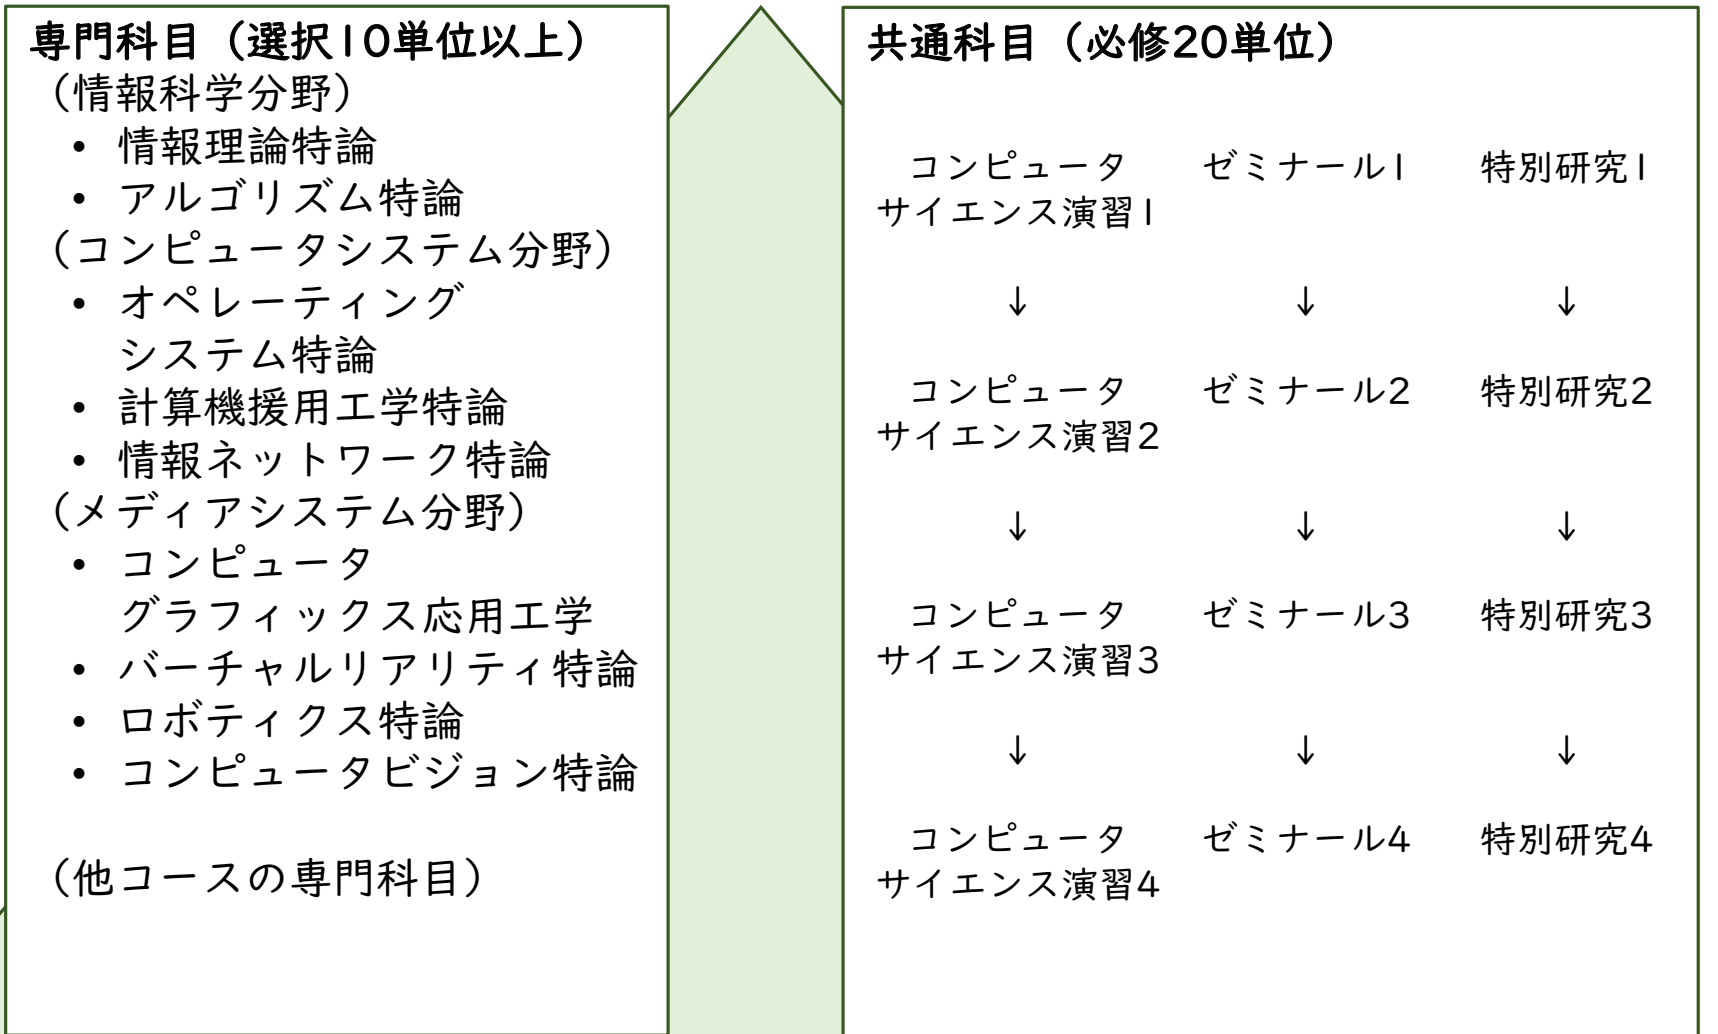 専門科目（選択10単位以上）
（情報科学分野）
• 情報理論特論
• アルゴリズム特論
（コンピュータシステム分野）
• オペレーティング
システム特論
• 計算機援用工学特論
• 情報ネットワーク特論
（メディアシステム分野）
• コンピュータ
グラフィックス応用工学
• バーチャルリアリティ特論
• ロボティクス特論
• コンピュータビジョン特論
（他コースの専門科目）
共通科目（必修20単位）
コンピュータ ゼミナール1 特別研究1
サイエンス演習1
↓ ↓ ↓
コンピュータ ゼミナール2 特別研究2
サイエンス演習2
↓ ↓ ↓
コンピュータ ゼミナール3 特別研究3
サイエンス演習3
↓ ↓ ↓
コンピュータ ゼミナール4 特別研究4
サイエンス演習4